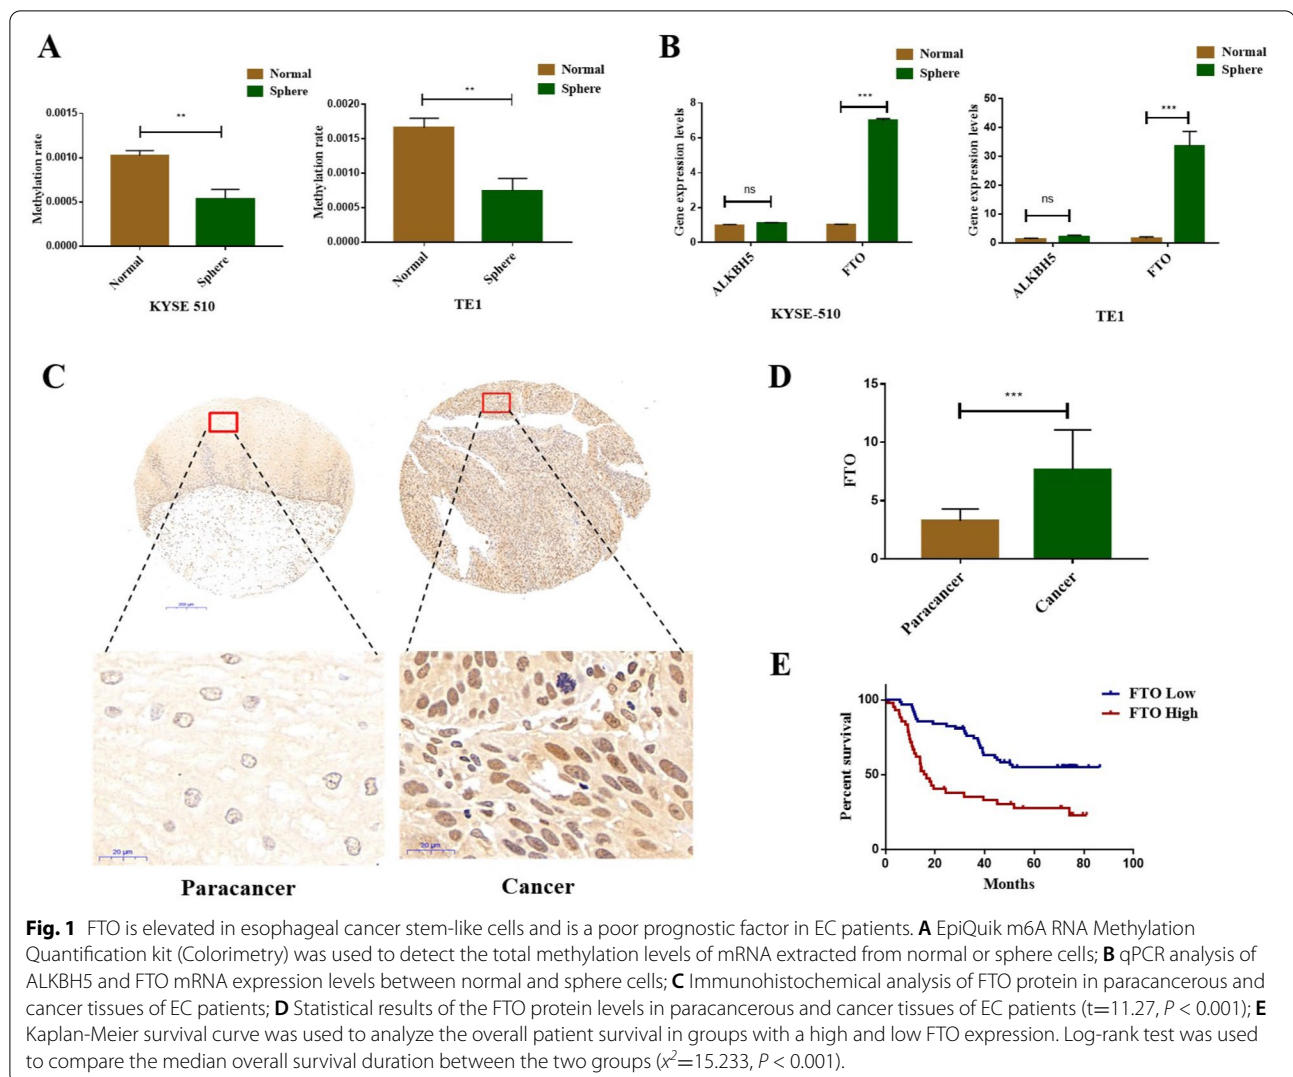 A
Normal
Sphere
Methylation rate
0.0015
0.0010
0.0005
0.0000
**
Normal
Sphere
KYSE 510
Normal
Sphere
Methylation rate
0.0020
0.0015
0.0010
0.0005
0.0000
**
Normal
Sphere
TE1
B
Normal
Sphere
Gene expression levels
8
6
4
2
0
ns
***
ALKBH5
FTO
KYSE-510
Normal
Sphere
Gene expression levels
50
40
30
20
10
0
ns
***
ALKBH5
FTO
TE1
C
200 μm
20 μm
20 μm
Paracancer
Cancer
D
FTO
15
10
5
0
***
Paracancer
Cancer
E
Percent survival
100
50
0
0 20 40 60 80 100
Months
FTO Low
FTO High
Fig. 1 FTO is elevated in esophageal cancer stem-like cells and is a poor prognostic factor in EC patients. A EpiQuik m6A RNA Methylation
Quantification kit (Colorimetry) was used to detect the total methylation levels of mRNA extracted from normal or sphere cells; B qPCR analysis of
ALKBH5 and FTO mRNA expression levels between normal and sphere cells; C Immunohistochemical analysis of FTO protein in paracancerous and
cancer tissues of EC patients; D Statistical results of the FTO protein levels in paracancerous and cancer tissues of EC patients (t=11.27, P < 0.001); E
Kaplan-Meier survival curve was used to analyze the overall patient survival in groups with a high and low FTO expression. Log-rank test was used
to compare the median overall survival duration between the two groups (x²=15.233, P < 0.001).